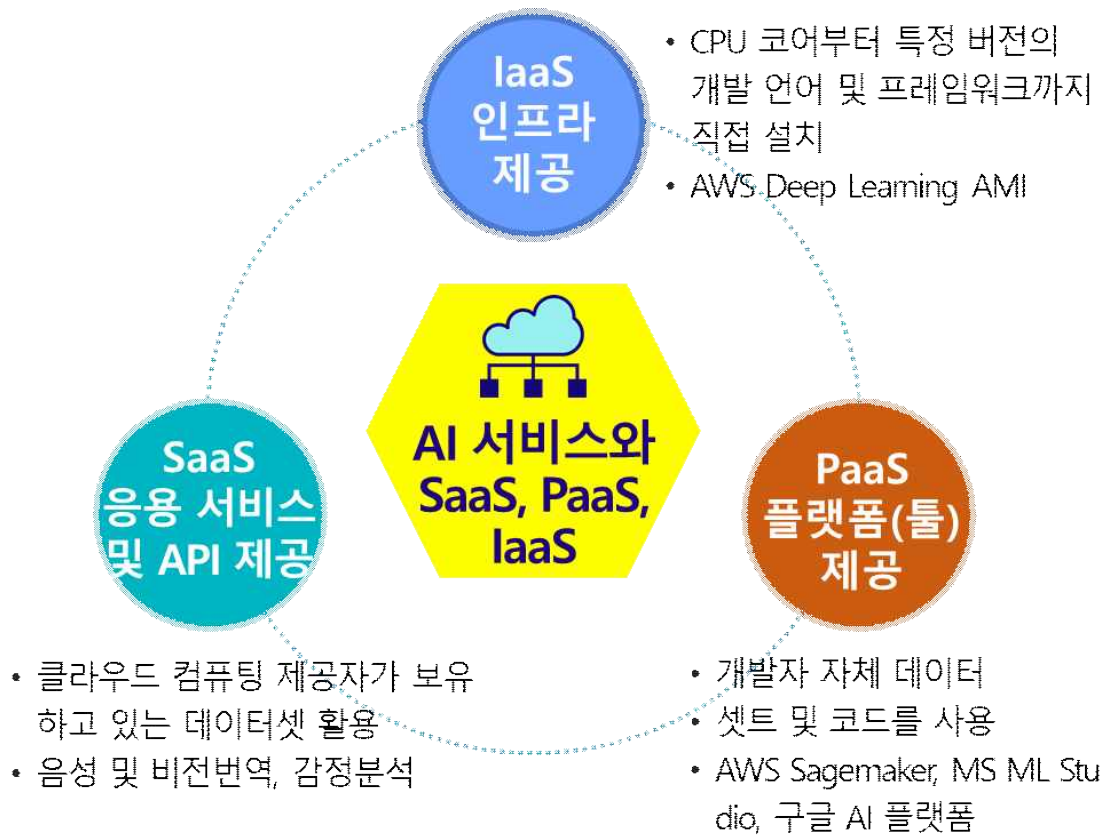 IaaS
인프라
제공
• CPU 코어부터 특정 버전의
개발 언어 및 프레임워크까지
직접 설치
• AWS Deep Learning AMI
AI 서비스와
SaaS, PaaS,
IaaS
SaaS
응용 서비스
및 API 제공
PaaS
플랫폼(툴)
제공
• 클라우드 컴퓨팅 제공자가 보유
하고 있는 데이터셋 활용
• 음성 및 비전번역, 감정분석
• 개발자 자체 데이터
• 셋트 및 코드를 사용
• AWS Sagemaker, MS ML Stu
dio, 구글 AI 플랫폼